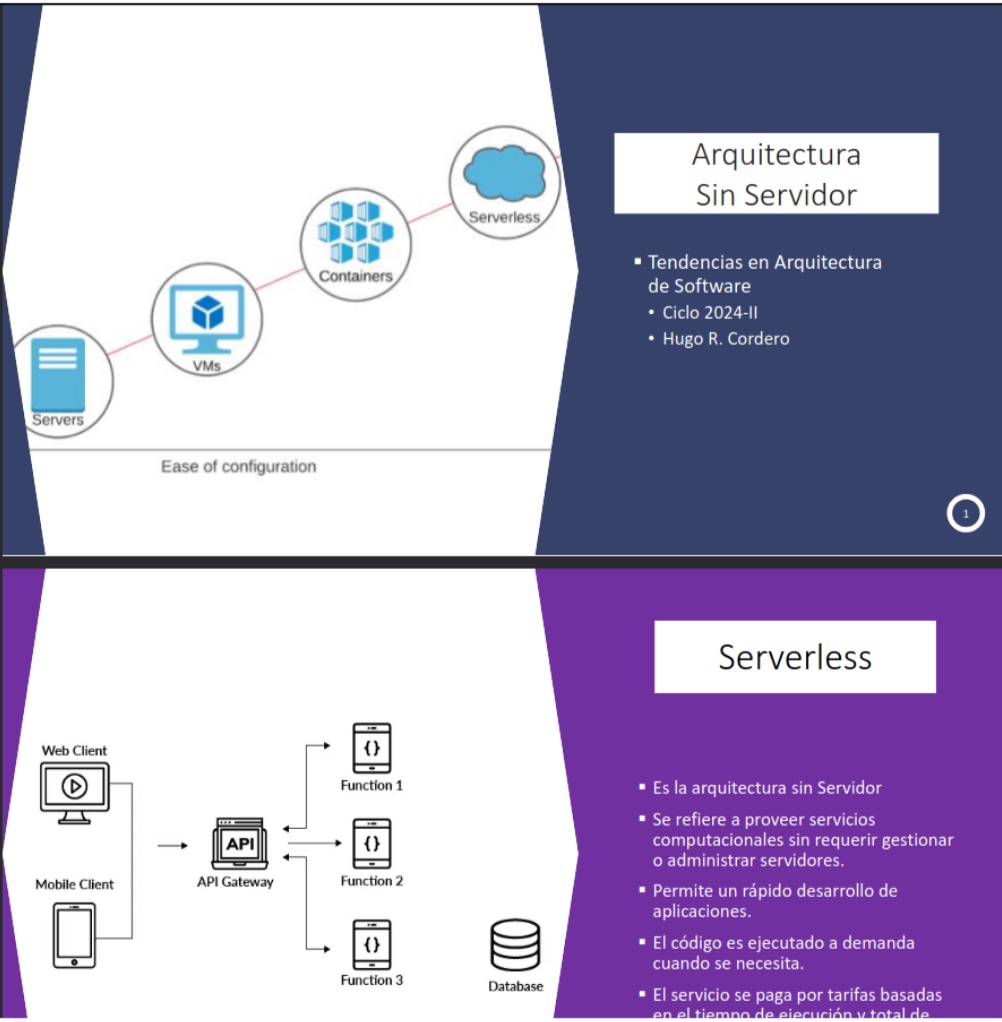 Arquitectura
Sin Servidor
▪ Tendencias en Arquitectura
de Software
• Ciclo 2024-II
• Hugo R. Cordero
Serverless
Containers
VMs
Servers
Ease of configuration
1
Serverless
Web Client
Mobile Client
API
API Gateway
{}
Function 1
{}
Function 2
{}
Function 3
Database
▪ Es la arquitectura sin Servidor
▪ Se refiere a proveer servicios
computacionales sin requerir gestionar
o administrar servidores.
▪ Permite un rápido desarrollo de
aplicaciones.
▪ El código es ejecutado a demanda
cuando se necesita.
▪ El servicio se paga por tarifas basadas
en el tiempo de ejecución y total de